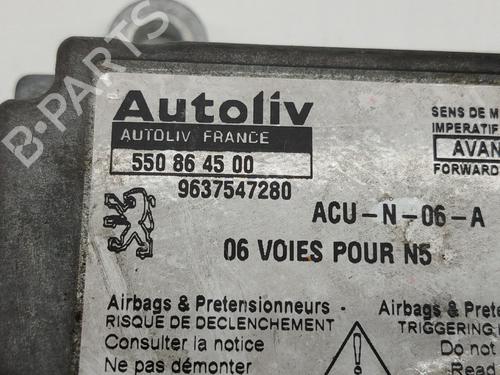 Autoliv
AUTOLIV FRANCE
550 86 45 00
9637547280
SENS DE M
IMPERATIF
AVAN
FORWARD
ACU-N-06-A
06 VOIES POUR N5
Airbags & Pretensionneurs -
RISQUE DE DECLENCHEMENT
Consulter la notice
Ne pas démonter
Airbags & Prete
TRIGGERING
Do not
Read
B-PARTS